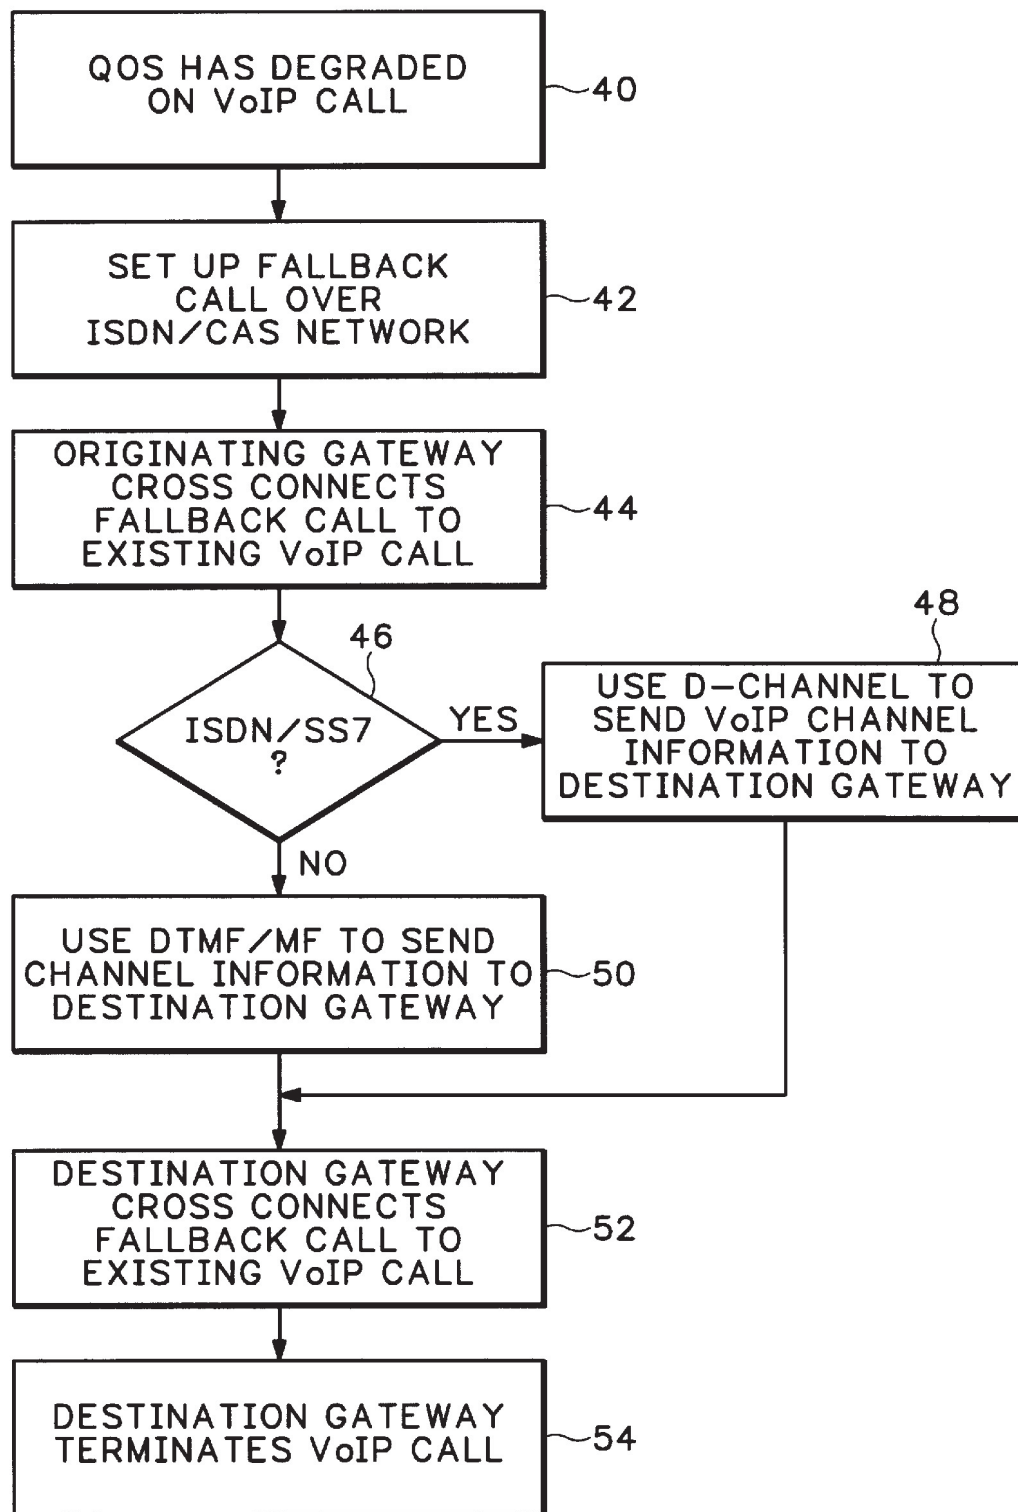 QOS HAS DEGRADED
ON VoIP CALL
40
SET UP FALLBACK
CALL OVER
ISDN/CAS NETWORK
42
ORIGINATING GATEWAY
CROSS CONNECTS
FALLBACK CALL TO
EXISTING VoIP CALL
44
46
ISDN/SS7
?
YES
48
USE D-CHANNEL TO
SEND VoIP CHANNEL
INFORMATION TO
DESTINATION GATEWAY
NO
USE DTMF/MF TO SEND
CHANNEL INFORMATION TO
DESTINATION GATEWAY
50
DESTINATION GATEWAY
CROSS CONNECTS
FALLBACK CALL TO
EXISTING VoIP CALL
52
DESTINATION GATEWAY
TERMINATES VoIP CALL
54